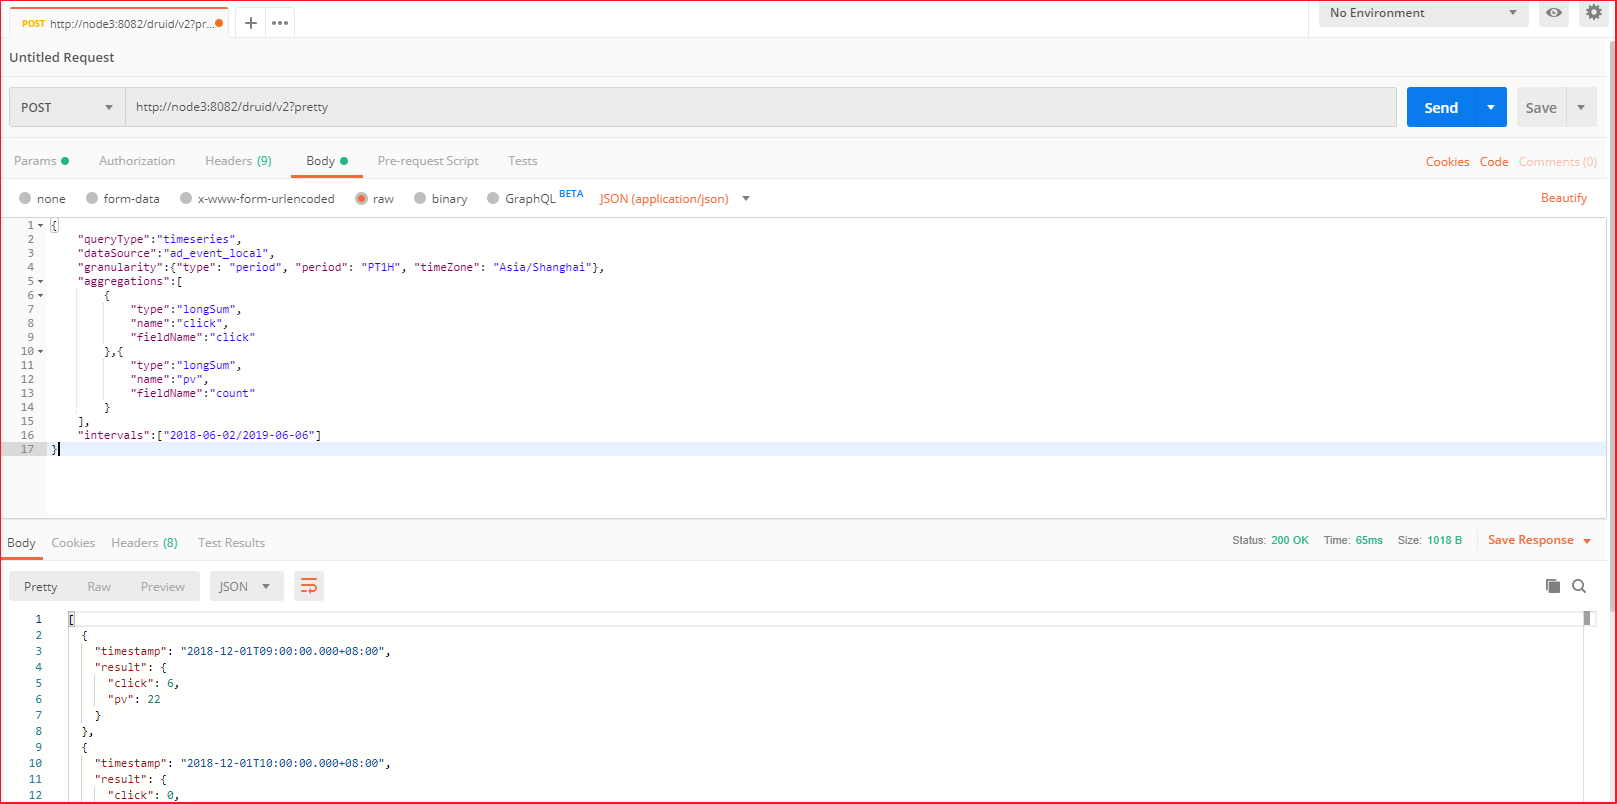 POST http://node3:8082/druid/v2?pr...
No Environment
Untitled Request
POST http://node3:8082/druid/v2?pretty Send Save
Params Authorization Headers (9) Body Pre-request Script Tests Cookies Code Comments (0)
none form-data x-www-form-urlencoded raw binary GraphQL BETA JSON (application/json) Beautify
1 {
2 "queryType":"timeseries",
3 "dataSource":"ad_event_local",
4 "granularity":{"type": "period", "period": "PT1H", "timeZone": "Asia/Shanghai"},
5 "aggregations":[
6 {
7 "type":"longSum",
8 "name":"click",
9 "fieldName":"click"
10 },{
11 "type":"longSum",
12 "name":"pv",
13 "fieldName":"count"
14 }
15 ],
16 "intervals":["2018-06-02/2019-06-06"]
17 }
Body Cookies Headers (8) Test Results Status: 200 OK Time: 65ms Size: 1018 B Save Response
Pretty Raw Preview JSON
1 [
2 {
3 "timestamp": "2018-12-01T09:00:00.000+08:00",
4 "result": {
5 "click": 6,
6 "pv": 22
7 }
8 },
9 {
10 "timestamp": "2018-12-01T10:00:00.000+08:00",
11 "result": {
12 "click": 0,